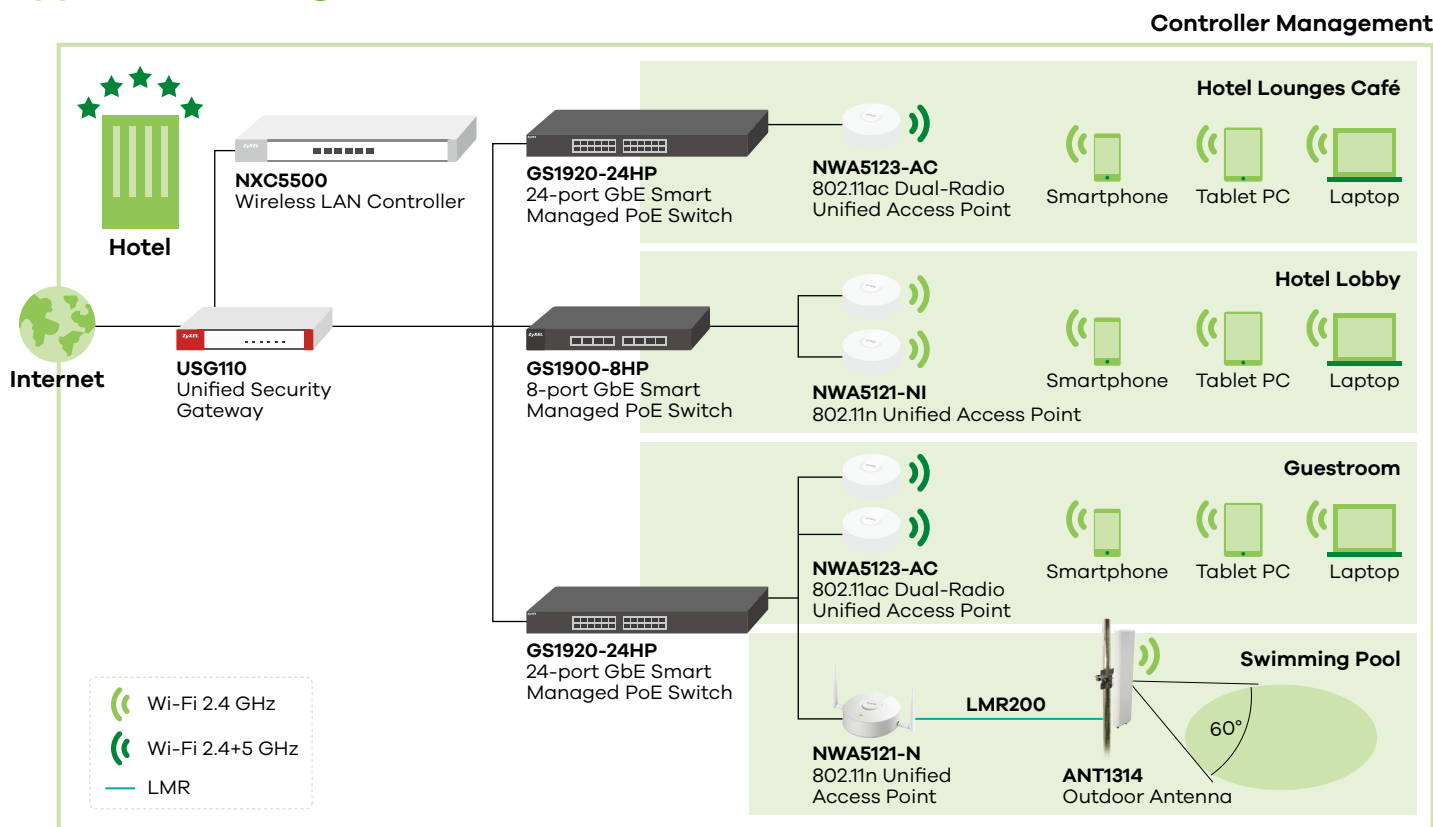 Controller Management
Hotel
NXC5500
Wireless LAN Controller
Internet
USG110
Unified Security
Gateway
GS1920-24HP
24-port GbE Smart
Managed PoE Switch
GS1900-8HP
8-port GbE Smart
Managed PoE Switch
GS1920-24HP
24-port GbE Smart
Managed PoE Switch
Hotel Lounges Café
NWA5123-AC
802.11ac Dual-Radio
Unified Access Point
Smartphone
Tablet PC
Laptop
Hotel Lobby
NWA5121-NI
802.11n Unified Access Point
Smartphone
Tablet PC
Laptop
Guestroom
NWA5123-AC
802.11ac Dual-Radio
Unified Access Point
Smartphone
Tablet PC
Laptop
Swimming Pool
LMR200
60°
NWA5121-N
802.11n Unified
Access Point
ANT1314
Outdoor Antenna
Wi-Fi 2.4 GHz
Wi-Fi 2.4+5 GHz
LMR
ZyXEL
ZyXEL
ZyXEL